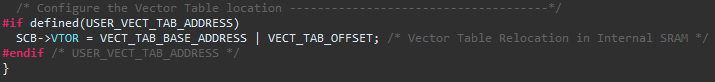 /* Configure the Vector Table location -------------------------------------*/
#if defined(USER_VECT_TAB_ADDRESS)
SCB->VTOR = VECT_TAB_BASE_ADDRESS | VECT_TAB_OFFSET; /* Vector Table Relocation in Internal SRAM */
#endif /* USER_VECT_TAB_ADDRESS */
}